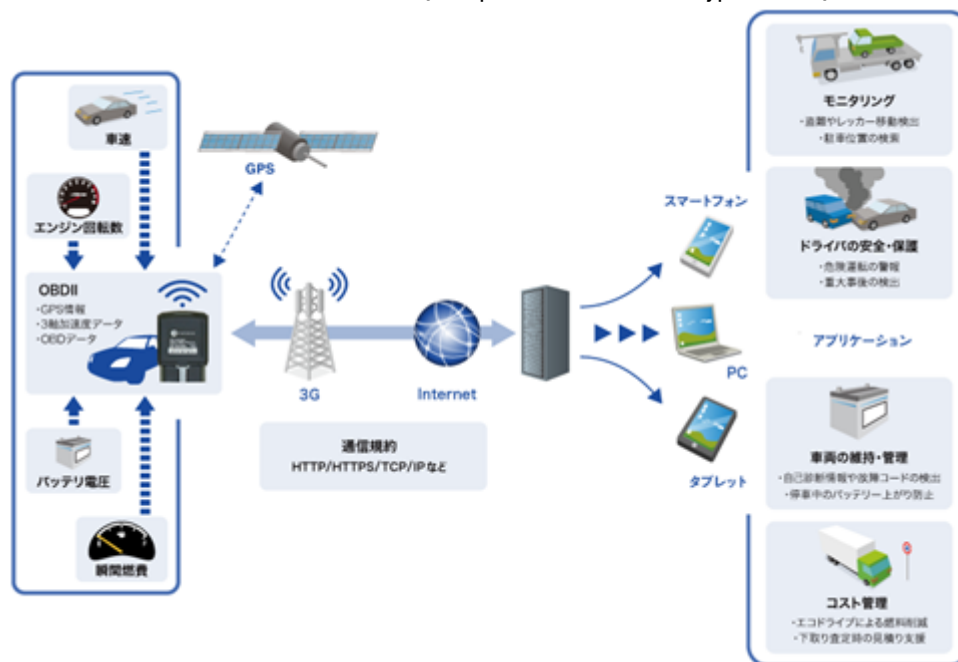 車速
エンジン回転数
OBDII
・GPS情報
・3軸加速度データ
・OBDデータ
バッテリ電圧
瞬間燃費
GPS
3G
Internet
通信規約
HTTP/HTTPS/TCP/IPなど
スマートフォン
PC
タブレット
モニタリング
・盗難やレッカー移動検出
・駐車位置の検索
ドライバの安全・保護
・危険運転の警報
・重大事後の検出
アプリケーション
車両の維持・管理
・自己診断情報や故障コードの検出
・停車中のバッテリー上がり防止
コスト管理
・エコドライブによる燃料削減
・下取り査定時の見積り支援